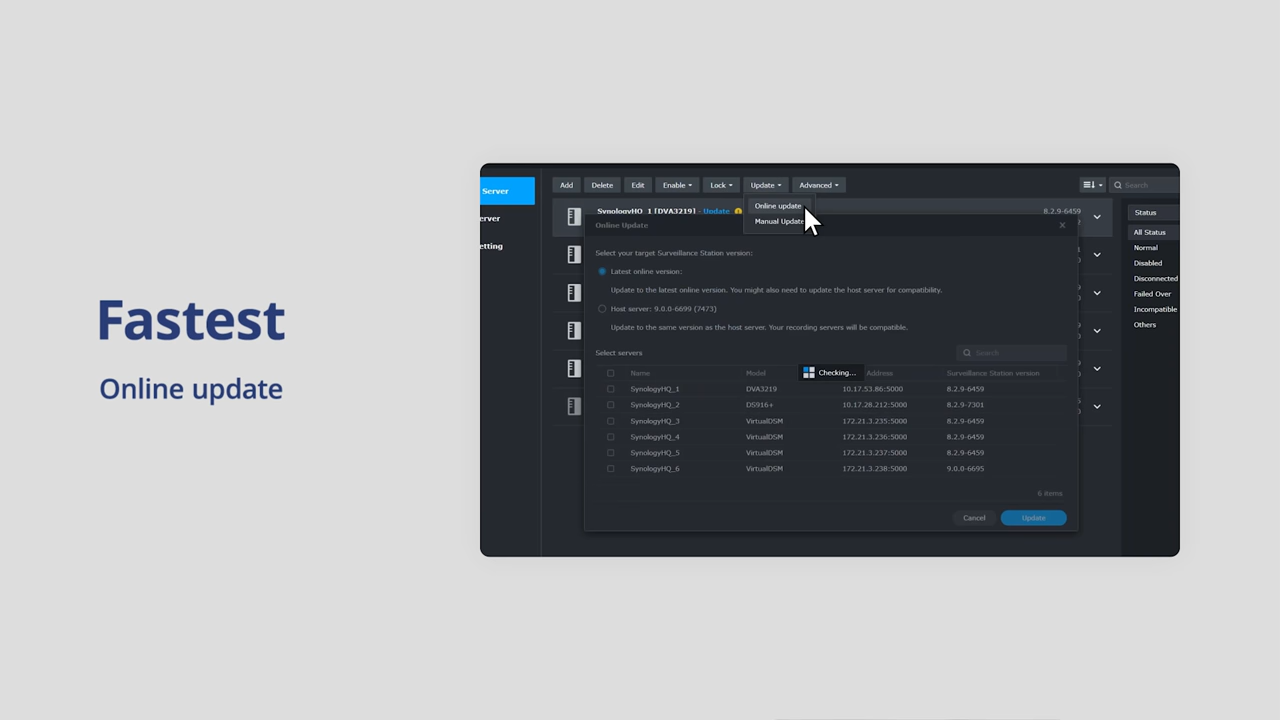 Fastest
Online update
Server
erver
etting
Add Delete Edit Enable Lock Update Advanced Search
Online update
Manual Update
SynologyHQ_1 [DVA3219] - Update 8.2.9-6459
Online Update
Select your target Surveillance Station version:
Latest online version:
Update to the latest online version. You might also need to update the host server for compatibility.
Host server: 9.0.0-6699 (7473)
Update to the same version as the host server. Your recording servers will be compatible.
Select servers Search
Name Model Address Surveillance Station version
Checking...
SynologyHQ_1 DVA3219 10.17.53.86:5000 8.2.9-6459
SynologyHQ_2 DS916+ 10.17.28.212:5000 8.2.9-7301
SynologyHQ_3 VirtualDSM 172.21.3.235:5000 8.2.9-6459
SynologyHQ_4 VirtualDSM 172.21.3.236:5000 8.2.9-6459
SynologyHQ_5 VirtualDSM 172.21.3.237:5000 8.2.9-6459
SynologyHQ_6 VirtualDSM 172.21.3.238:5000 9.0.0-6695
6 items
Cancel Update
Status
All Status
Normal
Disabled
Disconnected
Failed Over
Incompatible
Others